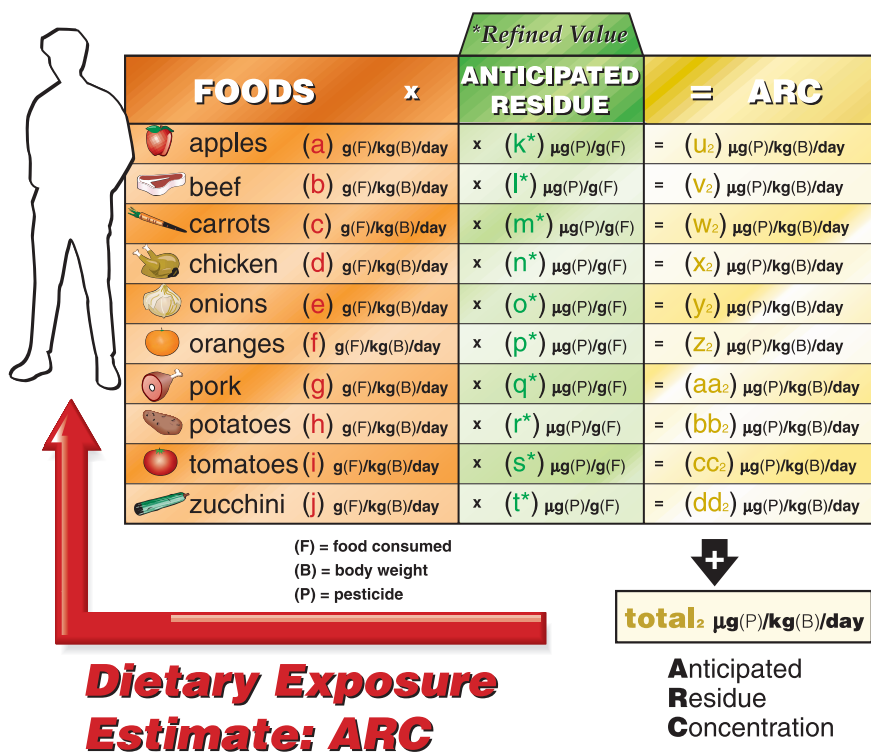 *Refined Value
FOODS x ANTICIPATED RESIDUE = ARC
apples (a) g(F)/kg(B)/day x (k*) µg(P)/g(F) = (u₂) µg(P)/kg(B)/day
beef (b) g(F)/kg(B)/day x (l*) µg(P)/g(F) = (v₂) µg(P)/kg(B)/day
carrots (c) g(F)/kg(B)/day x (m*) µg(P)/g(F) = (w₂) µg(P)/kg(B)/day
chicken (d) g(F)/kg(B)/day x (n*) µg(P)/g(F) = (x₂) µg(P)/kg(B)/day
onions (e) g(F)/kg(B)/day x (o*) µg(P)/g(F) = (y₂) µg(P)/kg(B)/day
oranges (f) g(F)/kg(B)/day x (p*) µg(P)/g(F) = (z₂) µg(P)/kg(B)/day
pork (g) g(F)/kg(B)/day x (q*) µg(P)/g(F) = (aa₂) µg(P)/kg(B)/day
potatoes (h) g(F)/kg(B)/day x (r*) µg(P)/g(F) = (bb₂) µg(P)/kg(B)/day
tomatoes (i) g(F)/kg(B)/day x (s*) µg(P)/g(F) = (cc₂) µg(P)/kg(B)/day
zucchini (j) g(F)/kg(B)/day x (t*) µg(P)/g(F) = (dd₂) µg(P)/kg(B)/day
(F) = food consumed
(B) = body weight
(P) = pesticide
+
total₂ µg(P)/kg(B)/day
Anticipated
Residue
Concentration
Dietary Exposure
Estimate: ARC